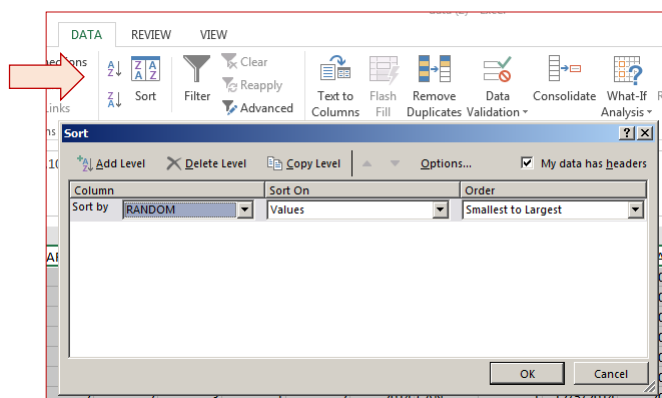 DATA REVIEW VIEW
Clear
Reapply
Advanced
Sort
Filter
Text to Columns
Flash Fill
Remove Duplicates
Data Validation
Consolidate
What-If Analysis
Sort
Add Level
Delete Level
Copy Level
Options...
My data has headers
Column Sort On Order
Sort by RANDOM Values Smallest to Largest
OK Cancel